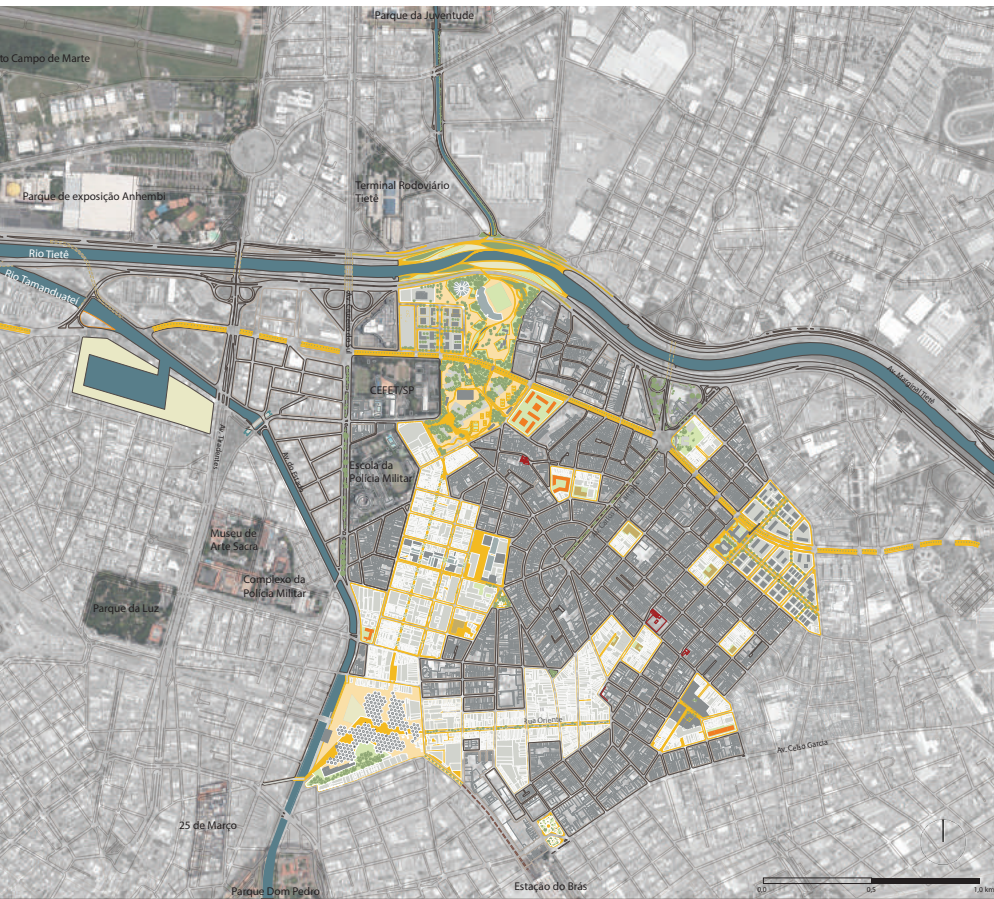 Parque da Juventude
to Campo de Marte
Terminal Rodoviário
Tietê
Parque de exposição Anhembi
Rio Tietê
Rio Tamanduateí
Av. Marginal Tietê
CEFET/SP
Av. Tiradentes
Av. do Estado
Escola da
Polícia Militar
Museu de
Arte Sacra
Complexo da
Polícia Militar
Parque da Luz
Rua Oriente
Av. Celso Garcia
25 de Março
Parque Dom Pedro
Estação do Brás
0,0
0,5
1,0 km